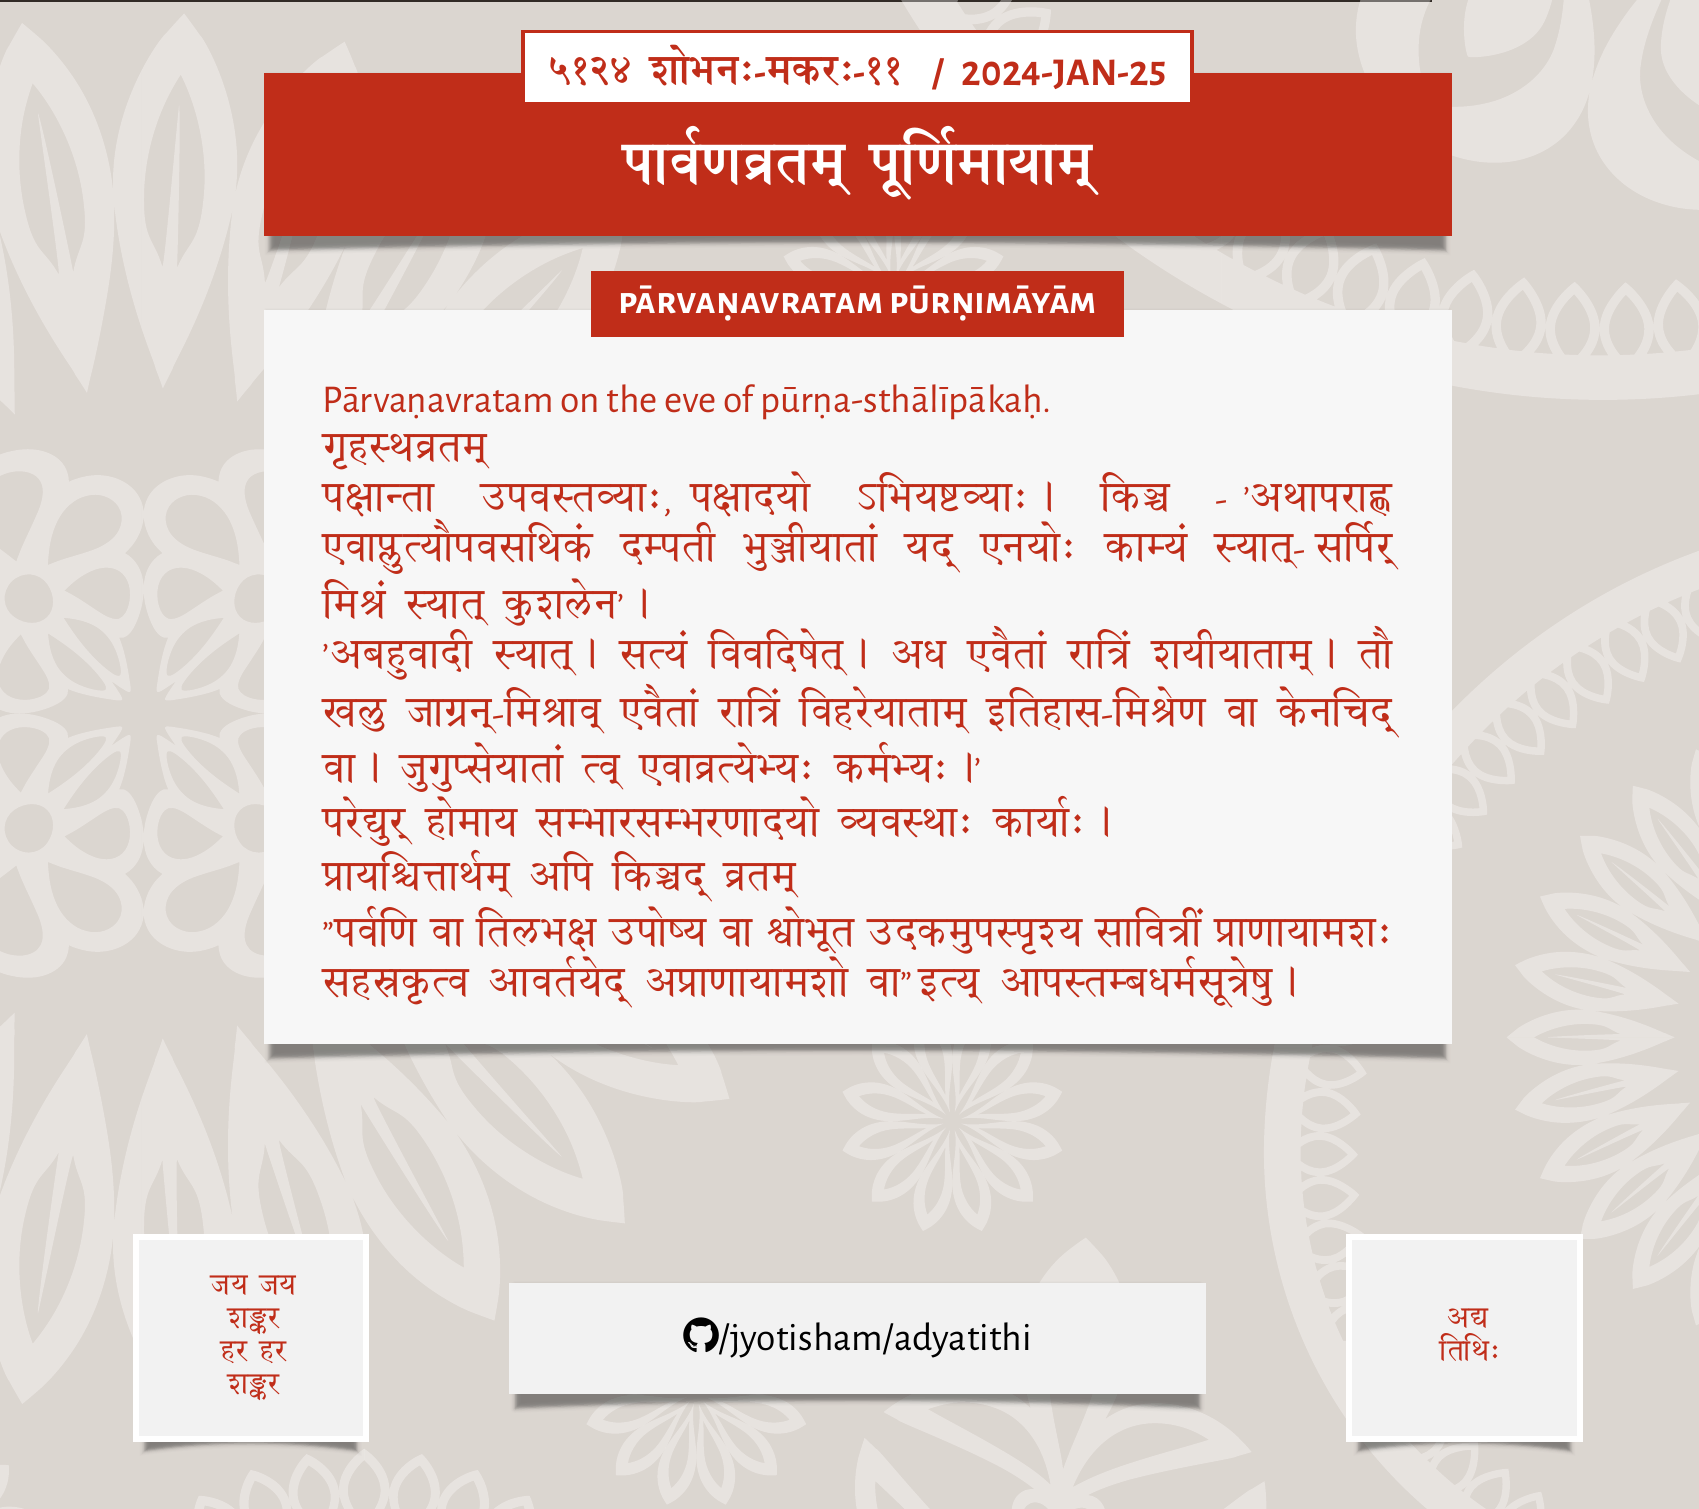 ५१२४ शोभनः-मकरः-११ / 2024-JAN-25
पार्वणव्रतम् पूर्णिमायाम्
PĀRVAṆAVRATAM PŪRṆIMĀYĀM
Pārvaṇavratam on the eve of pūrṇa-sthālīpākaḥ.
गृहस्थव्रतम्
पक्षान्ता उपवस्तव्याः, पक्षादयो ऽभियष्टव्याः । किञ्च - ’अथापराह्ण
एवाप्लुत्यौपवसथिकं दम्पती भुञ्जीयातां यद् एनयोः काम्यं स्यात्- सर्पिर्
मिश्रं स्यात् कुशलेन’ ।
’अबहुवादी स्यात् । सत्यं विवदिषेत् । अध एवैतां रात्रिं शयीयाताम् । तौ
खलु जाग्रन्-मिश्राव् एवैतां रात्रिं विहरेयाताम् इतिहास-मिश्रेण वा केनचिद्
वा । जुगुप्सेयातां त्व् एवाव्रत्येभ्यः कर्मभ्यः ।’
परेद्युर् होमाय सम्भारसम्भरणादयो व्यवस्थाः कार्याः ।
प्रायश्चित्तार्थम् अपि किञ्चद् व्रतम्
”पर्वणि वा तिलभक्ष उपोष्य वा श्वोभूत उदकमुपस्पृश्य सावित्रीं प्राणायामशः
सहस्रकृत्व आवर्तयेद् अप्राणायामशो वा” इत्य् आपस्तम्बधर्मसूत्रेषु ।
जय जय
शङ्कर
हर हर
शङ्कर
/jyotisham/adyatithi
अद्य
तिथिः